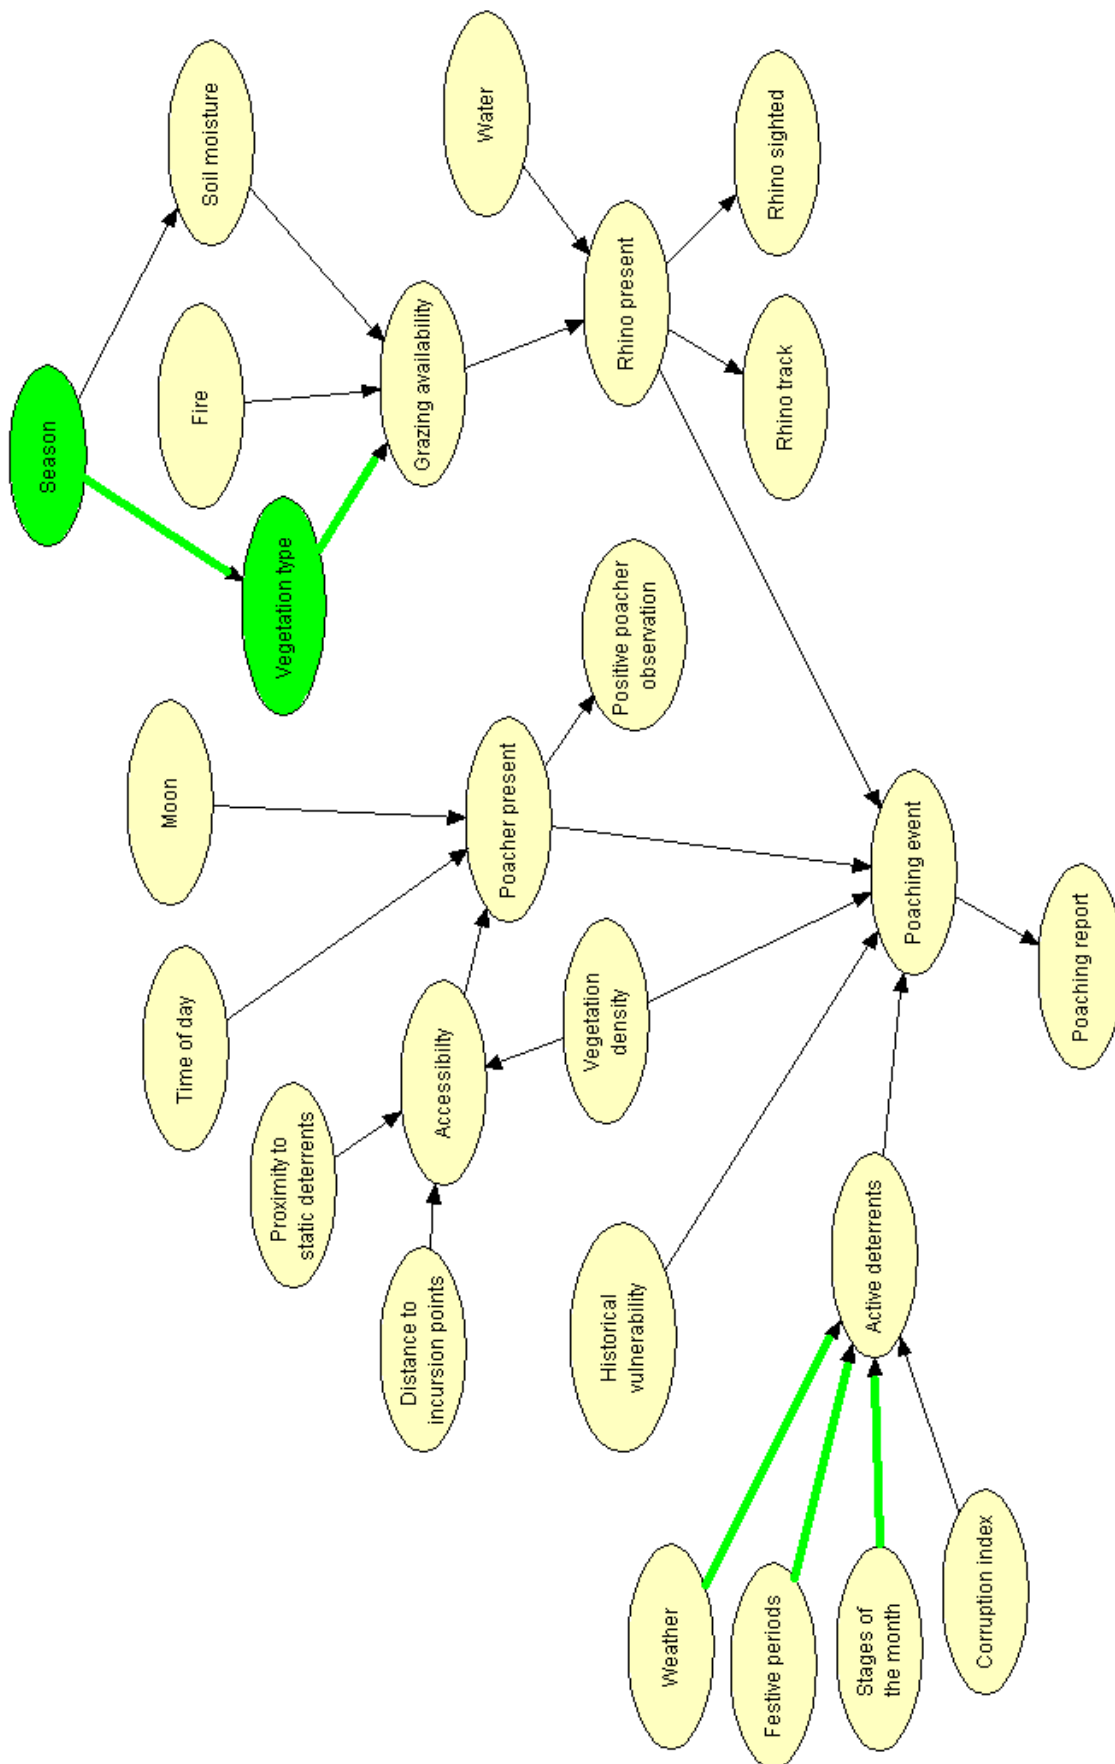 Season
Soil moisture
Fire
Vegetation type
Grazing availability
Water
Rhino present
Rhino sighted
Rhino track
Moon
Time of day
Proximity to
static deterrents
Distance to
incursion points
Accessibilty
Poacher present
Positive poacher
observation
Vegetation
density
Historical
vulnerability
Poaching event
Poaching report
Active deterrents
Weather
Festive periods
Stages of
the month
Corruption index